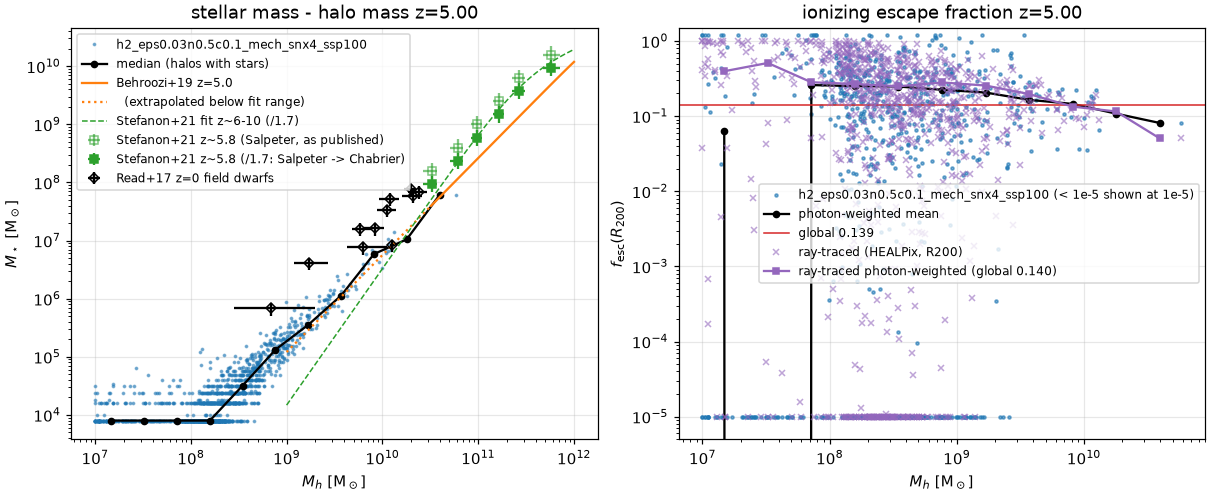 stellar mass - halo mass z=5.00
h2_eps0.03n0.5c0.1_mech_snx4_ssp100
median (halos with stars)
Behroozi+19 z=5.0
(extrapolated below fit range)
Stefanon+21 fit z~6-10 (/1.7)
Stefanon+21 z~5.8 (Salpeter, as published)
Stefanon+21 z~5.8 (/1.7: Salpeter -> Chabrier)
Read+17 z=0 field dwarfs
10¹⁰
10⁹
10⁸
10⁷
10⁶
10⁵
10⁴
M⋆ [M⊙]
10⁷ 10⁸ 10⁹ 10¹⁰ 10¹¹ 10¹²
Mₕ [M⊙]
ionizing escape fraction z=5.00
h2_eps0.03n0.5c0.1_mech_snx4_ssp100 (< 1e-5 shown at 1e-5)
photon-weighted mean
global 0.139
ray-traced (HEALPix, R200)
ray-traced photon-weighted (global 0.140)
10⁰
10⁻¹
10⁻²
10⁻³
10⁻⁴
10⁻⁵
f_esc(R₂₀₀)
10⁷ 10⁸ 10⁹ 10¹⁰
Mₕ [M⊙]